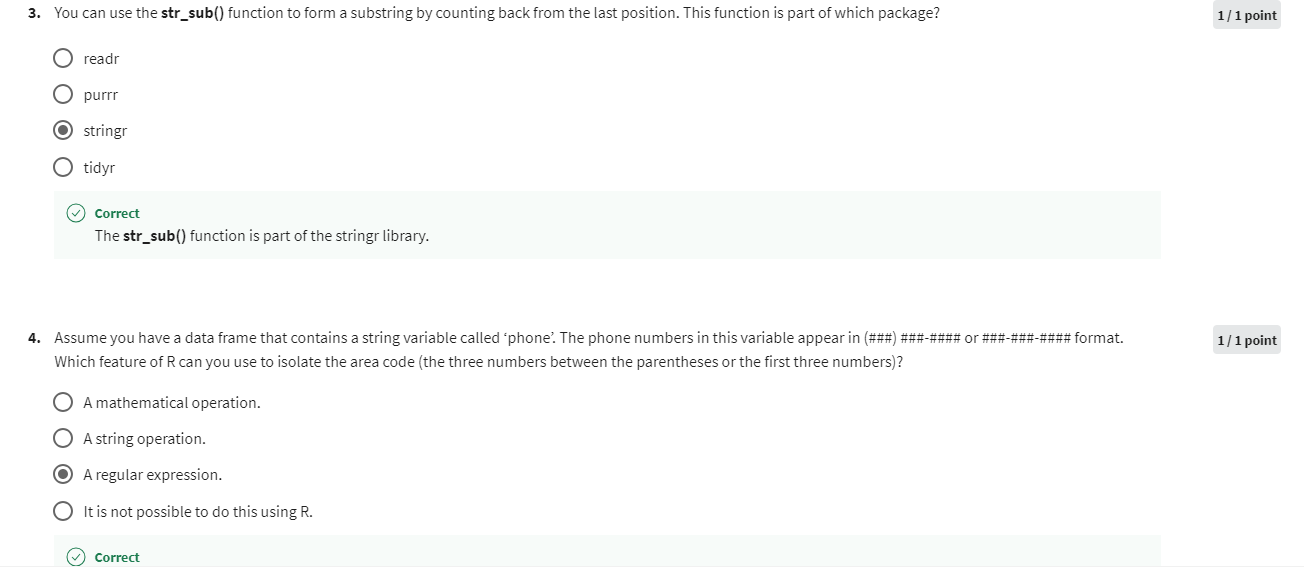 3. You can use the str_sub() function to form a substring by counting back from the last position. This function is part of which package?
1 / 1 point
readr
purrr
stringr
tidyr
Correct
The str_sub() function is part of the stringr library.
4. Assume you have a data frame that contains a string variable called ‘phone’. The phone numbers in this variable appear in (###) ###-#### or ###-###-#### format.
1 / 1 point
Which feature of R can you use to isolate the area code (the three numbers between the parentheses or the first three numbers)?
A mathematical operation.
A string operation.
A regular expression.
It is not possible to do this using R.
Correct